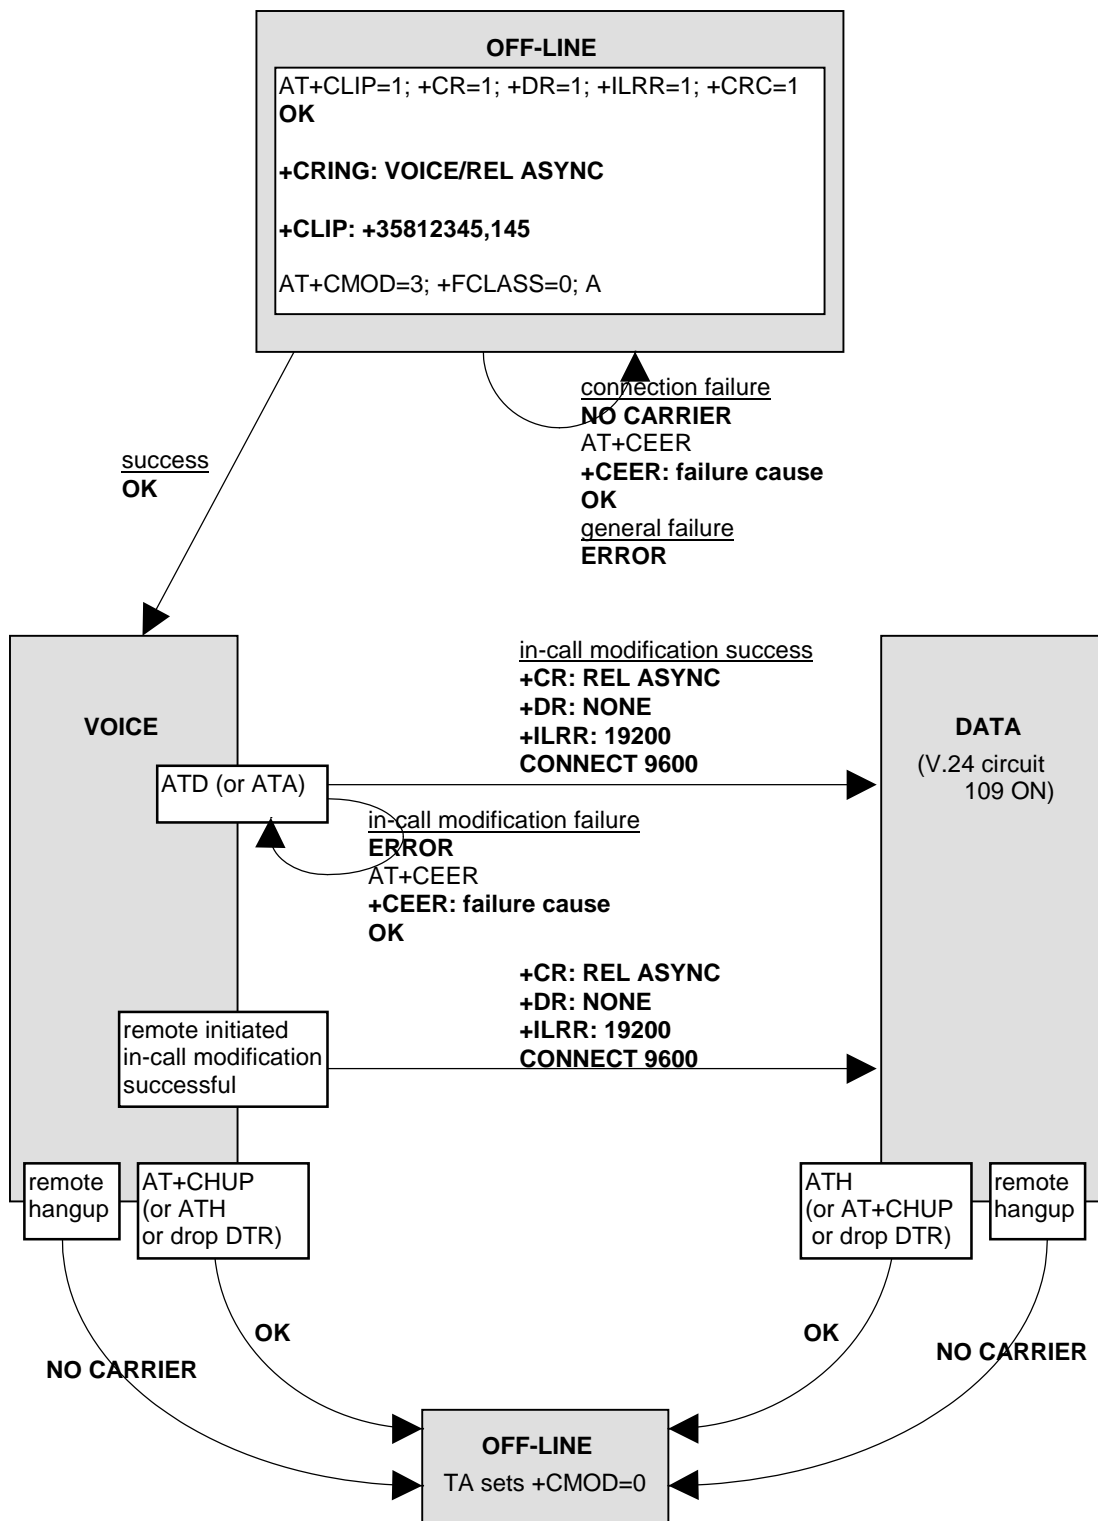 OFF-LINE
AT+CLIP=1; +CR=1; +DR=1; +ILRR=1; +CRC=1
OK
+CRING: VOICE/REL ASYNC
+CLIP: +35812345,145
AT+CMOD=3; +FCLASS=0; A
connection failure
NO CARRIER
AT+CEER
+CEER: failure cause
OK
general failure
ERROR
success
OK
VOICE
ATD (or ATA)
in-call modification success
+CR: REL ASYNC
+DR: NONE
+ILRR: 19200
CONNECT 9600
DATA
(V.24 circuit
109 ON)
in-call modification failure
ERROR
AT+CEER
+CEER: failure cause
OK
+CR: REL ASYNC
+DR: NONE
+ILRR: 19200
CONNECT 9600
remote initiated
in-call modification
successful
remote
hangup
AT+CHUP
(or ATH
or drop DTR)
ATH
(or AT+CHUP
or drop DTR)
remote
hangup
OK
NO CARRIER
OK
NO CARRIER
OFF-LINE
TA sets +CMOD=0